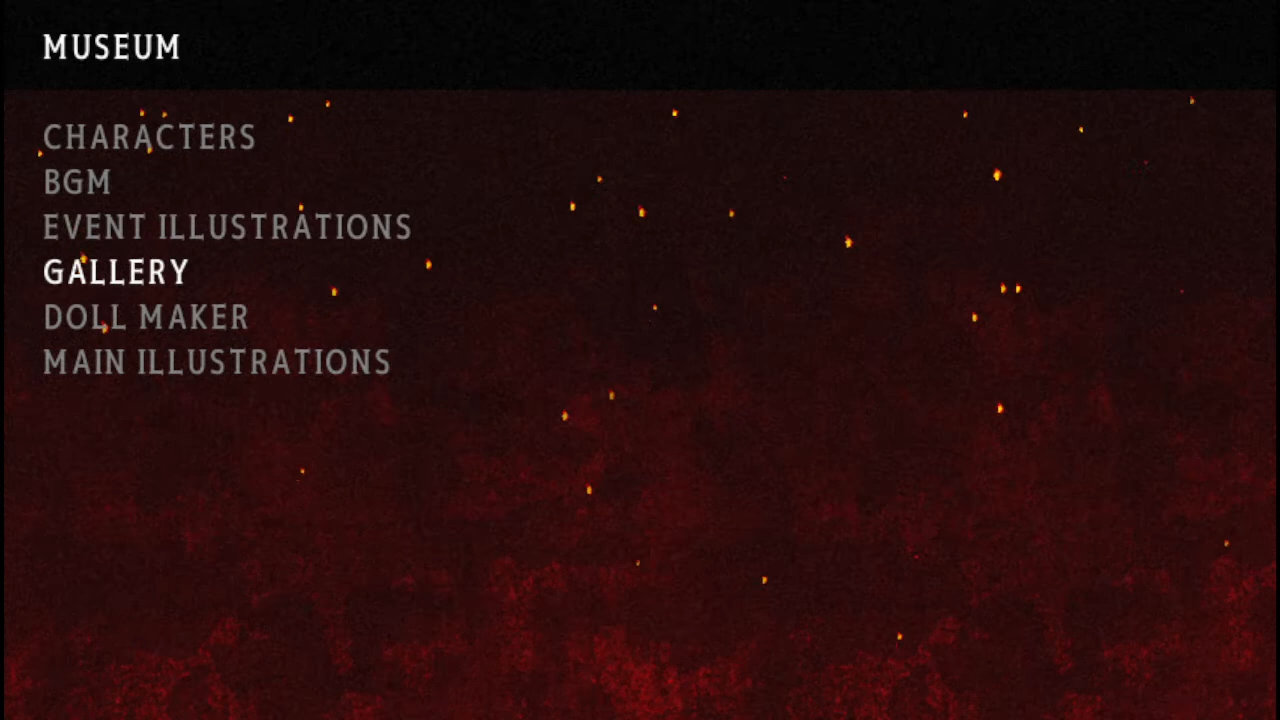 MUSEUM
CHARACTERS
BGM
EVENT ILLUSTRATIONS
GALLERY
DOLL MAKER
MAIN ILLUSTRATIONS